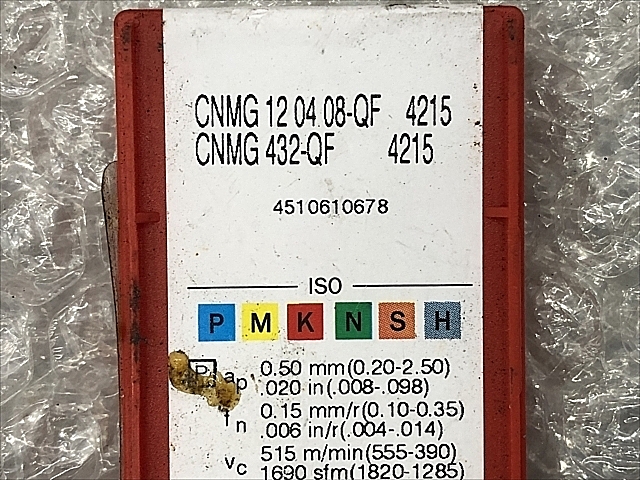 CNMG 12 04 08-QF 4215
CNMG 432-QF 4215
4510610678
ISO
P M K N S H
P ap 0.50 mm(0.20-2.50)
.020 in(.008-.098)
fn 0.15 mm/r(0.10-0.35)
.006 in/r(.004-.014)
vc 515 m/min(555-390)
1690 sfm(1820-1285)